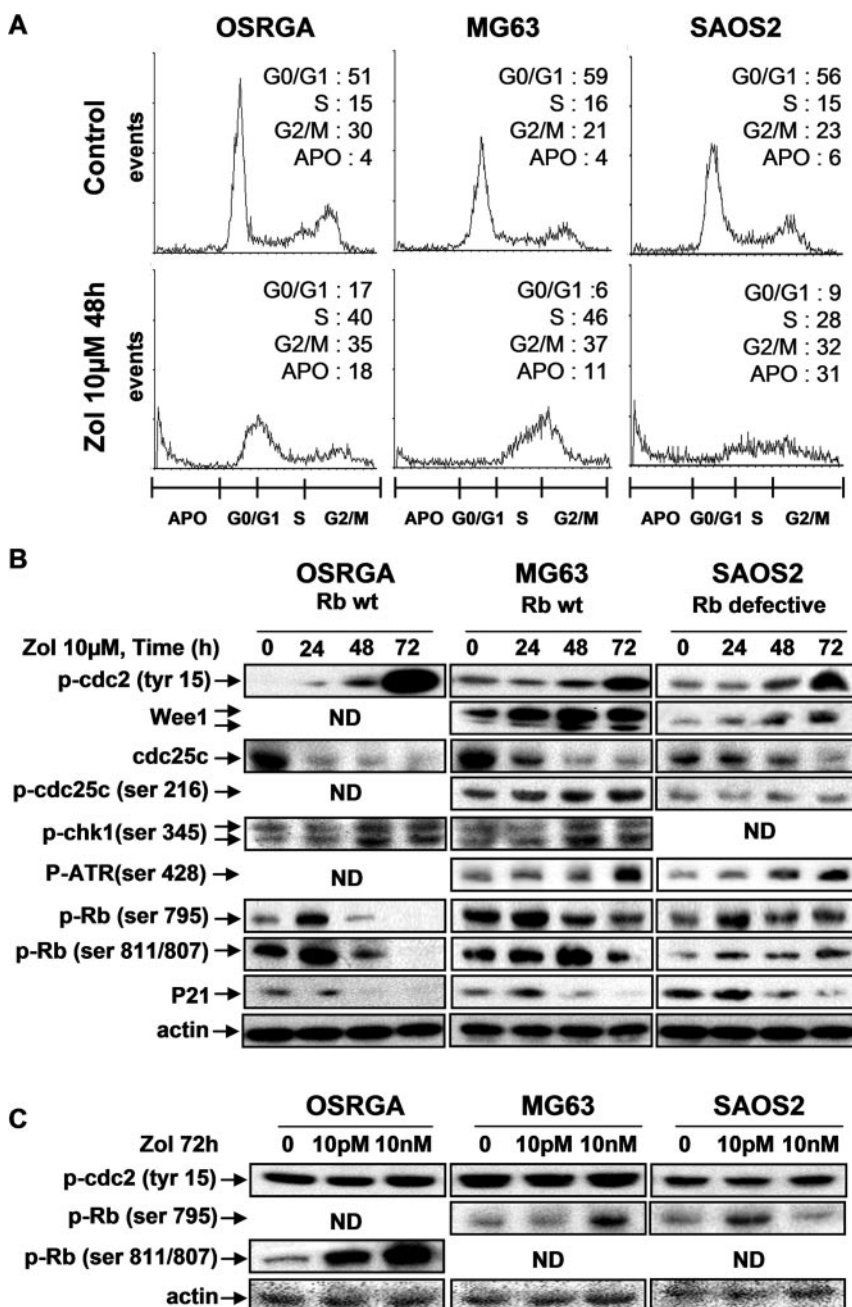 A
OSRGA MG63 SAOS2
Control
events
G0/G1 : 51
S : 15
G2/M : 30
APO : 4
G0/G1 : 59
S : 16
G2/M : 21
APO : 4
G0/G1 : 56
S : 15
G2/M : 23
APO : 6
Zol 10µM 48h
events
G0/G1 : 17
S : 40
G2/M : 35
APO : 18
G0/G1 :6
S : 46
G2/M : 37
APO : 11
G0/G1 : 9
S : 28
G2/M : 32
APO : 31
APO G0/G1 S G2/M APO G0/G1 S G2/M APO G0/G1 S G2/M
B
OSRGA MG63 SAOS2
Rb wt Rb wt Rb defective
Zol 10µM, Time (h) 0 24 48 72 0 24 48 72 0 24 48 72
p-cdc2 (tyr 15)
Wee1 ND
cdc25c
p-cdc25c (ser 216) ND
p-chk1(ser 345) ND
P-ATR(ser 428) ND
p-Rb (ser 795)
p-Rb (ser 811/807)
P21
actin
C
OSRGA MG63 SAOS2
Zol 72h 0 10pM 10nM 0 10pM 10nM 0 10pM 10nM
p-cdc2 (tyr 15)
p-Rb (ser 795) ND
p-Rb (ser 811/807) ND ND
actin